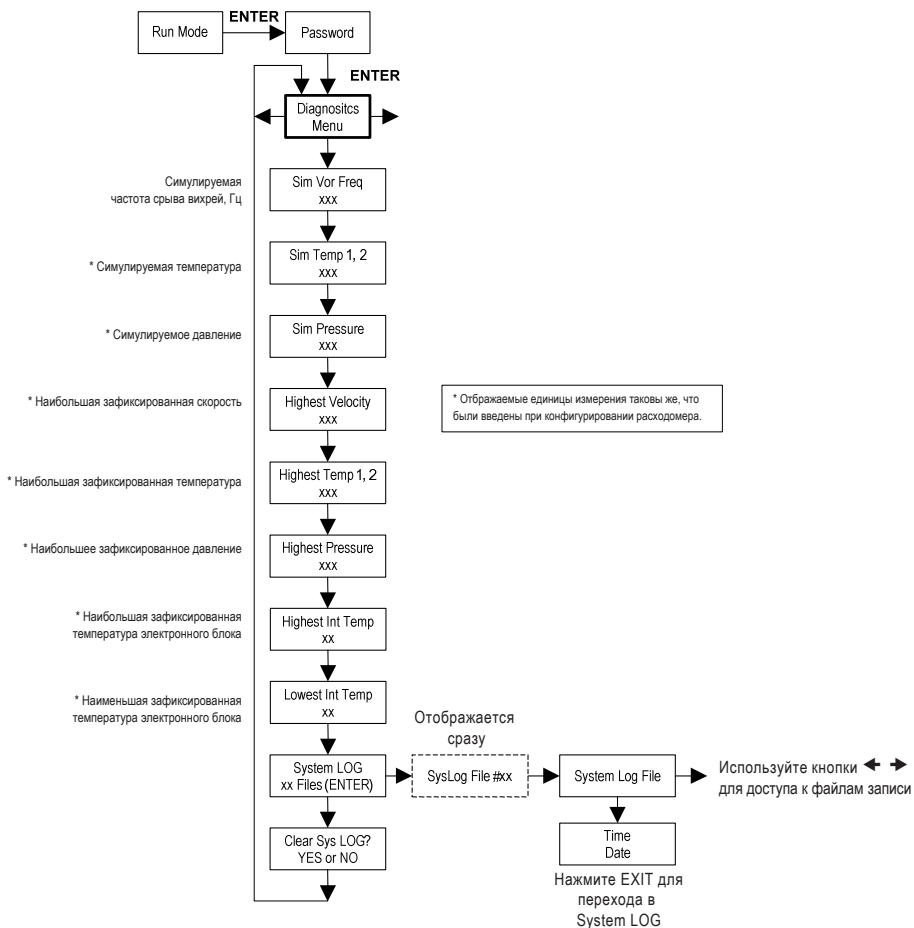 ENTER
Run Mode
Password
ENTER
Diagnositcs
Menu
Симулируемая
частота срыва вихрей, Гц
Sim Vor Freq
xxx
* Симулируемая температура
Sim Temp 1, 2
xxx
* Симулируемое давление
Sim Pressure
xxx
* Наибольшая зафиксированная скорость
Highest Velocity
xxx
* Отбражаемые единицы измерения таковы же, что
были введены при конфигурировании расходомера.
* Наибольшая зафиксированная температура
Highest Temp 1, 2
xxx
* Наибольшее зафиксированное давление
Highest Pressure
xxx
* Наибольшая зафиксированная
температура электронного блока
Highest Int Temp
xx
* Наименьшая зафиксированная
температура электронного блока
Lowest Int Temp
xx
Отображается
сразу
System LOG
xx Files (ENTER)
SysLog File #xx
System Log File
Используйте кнопки
для доступа к файлам записи
Clear Sys LOG?
YES or NO
Time
Date
Нажмите EXIT для
перехода в
System LOG